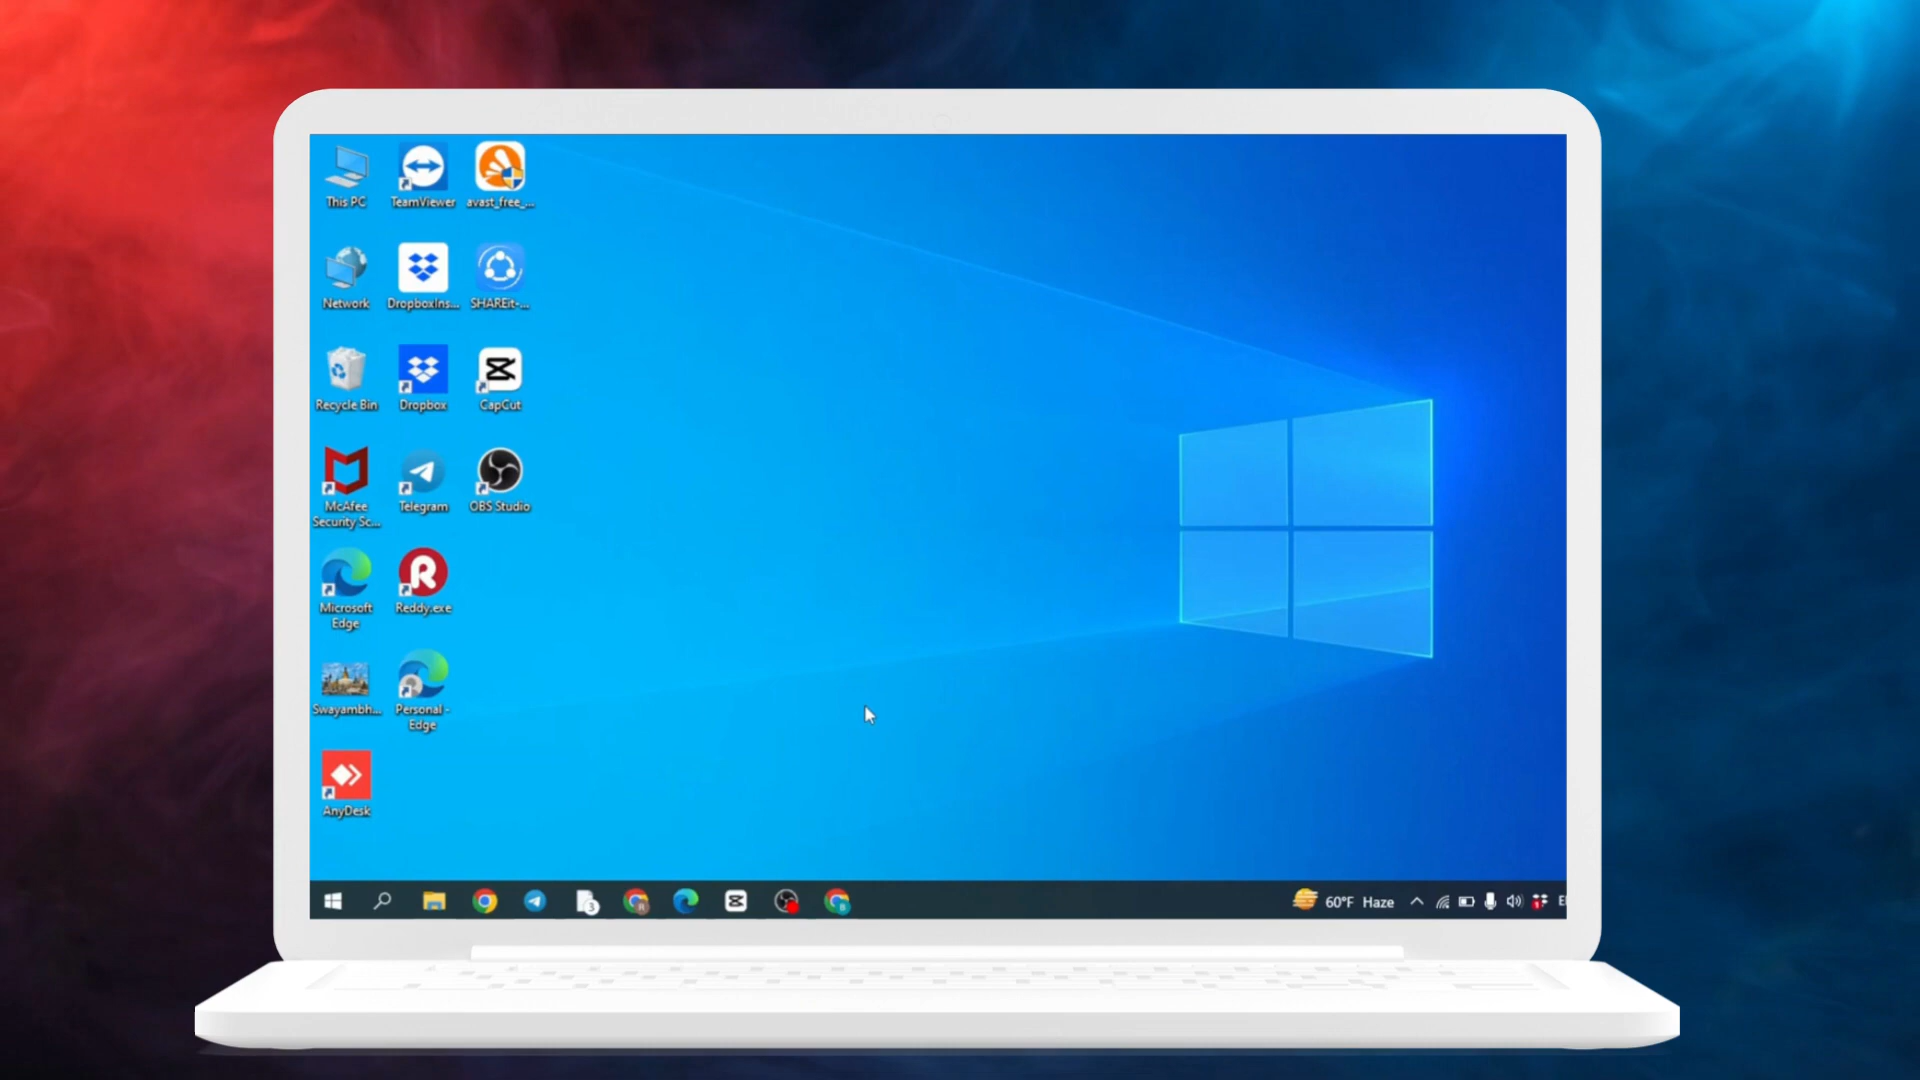 This PC
TeamViewer
avast_free_...
Network
DropboxIns...
SHAREit-...
Recycle Bin
Dropbox
CapCut
McAfee
Security Sc...
Telegram
OBS Studio
Microsoft
Edge
Reddy.exe
Swayambh...
Personal -
Edge
AnyDesk
3
60°F Haze